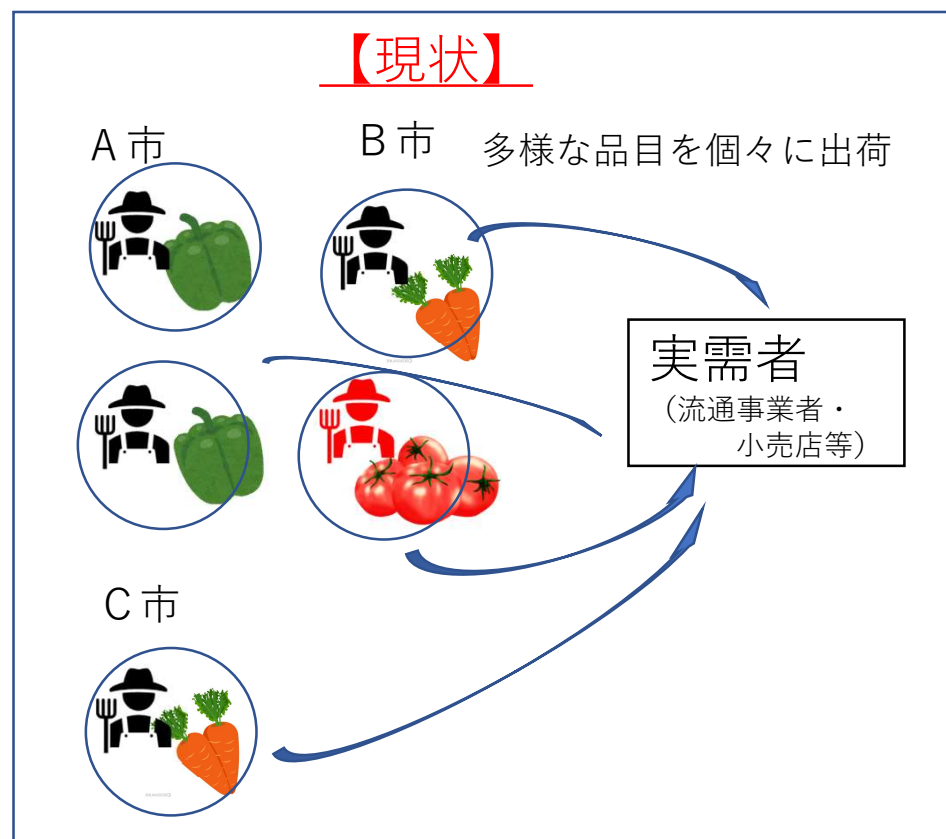 【現状】
A市
B市
多様な品目を個々に出荷
実需者
（流通事業者・
小売店等）
C市